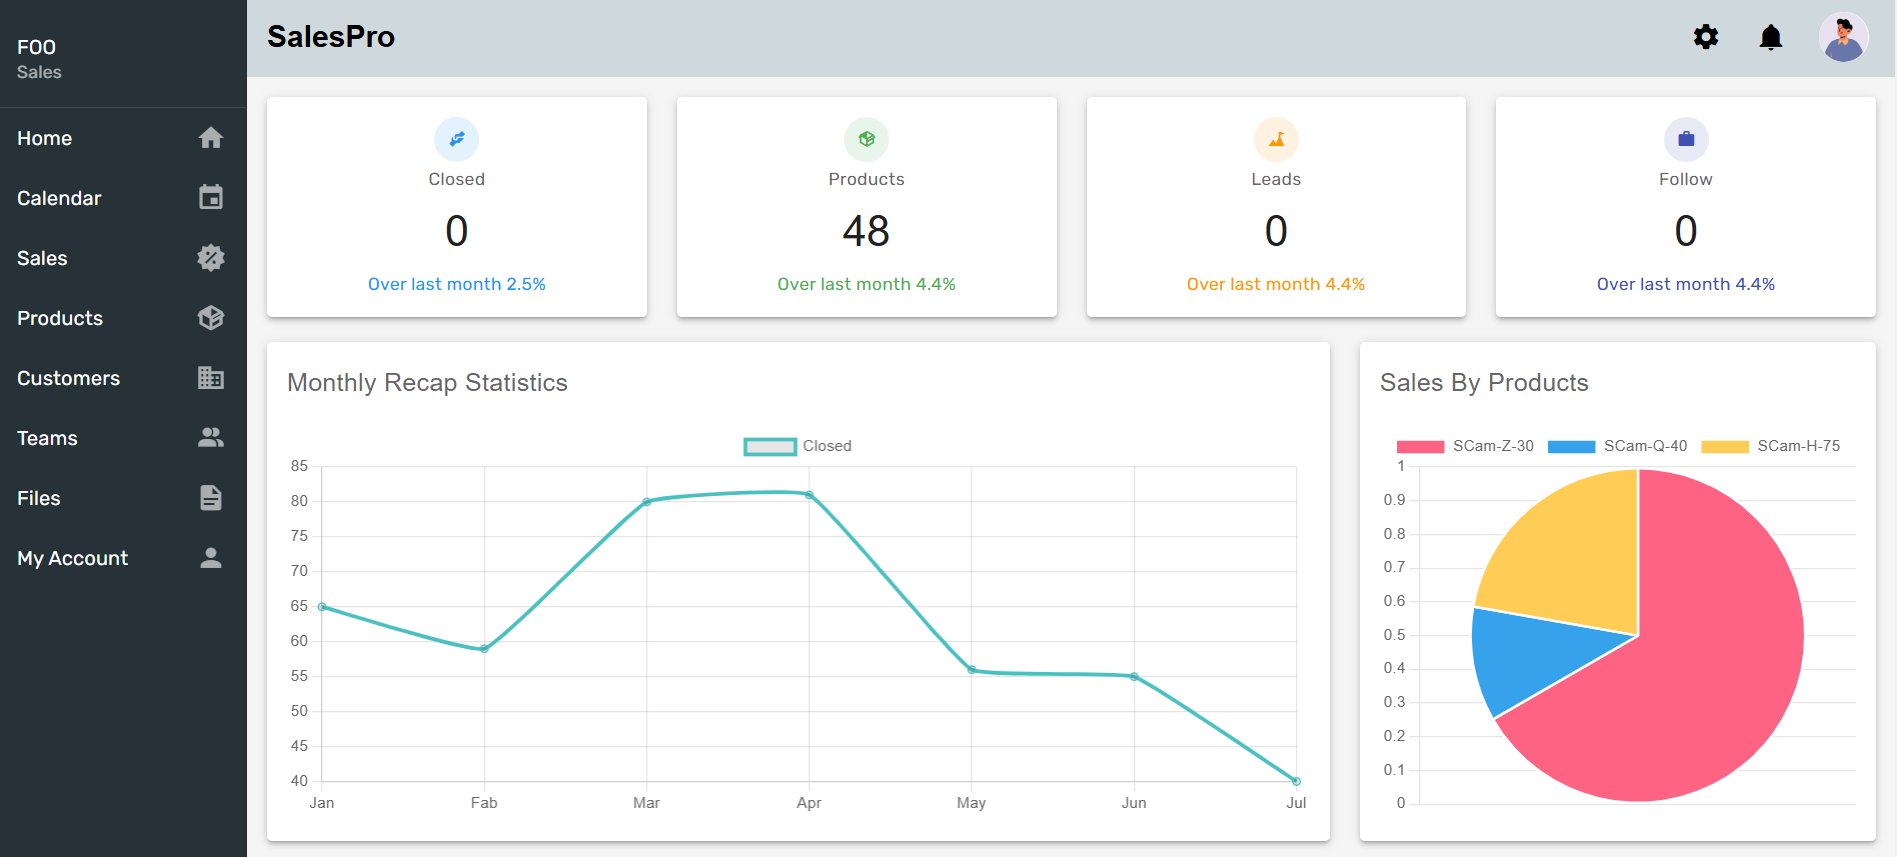 FOO
Sales
Home
Calendar
Sales
Products
Customers
Teams
Files
My Account
SalesPro
Closed
0
Over last month 2.5%
Products
48
Over last month 4.4%
Leads
0
Over last month 4.4%
Follow
0
Over last month 4.4%
Monthly Recap Statistics
Closed
85
80
75
70
65
60
55
50
45
40
Jan Fab Mar Apr May Jun Jul
Sales By Products
SCam-Z-30 SCam-Q-40 SCam-H-75
1
0.9
0.8
0.7
0.6
0.5
0.4
0.3
0.2
0.1
0